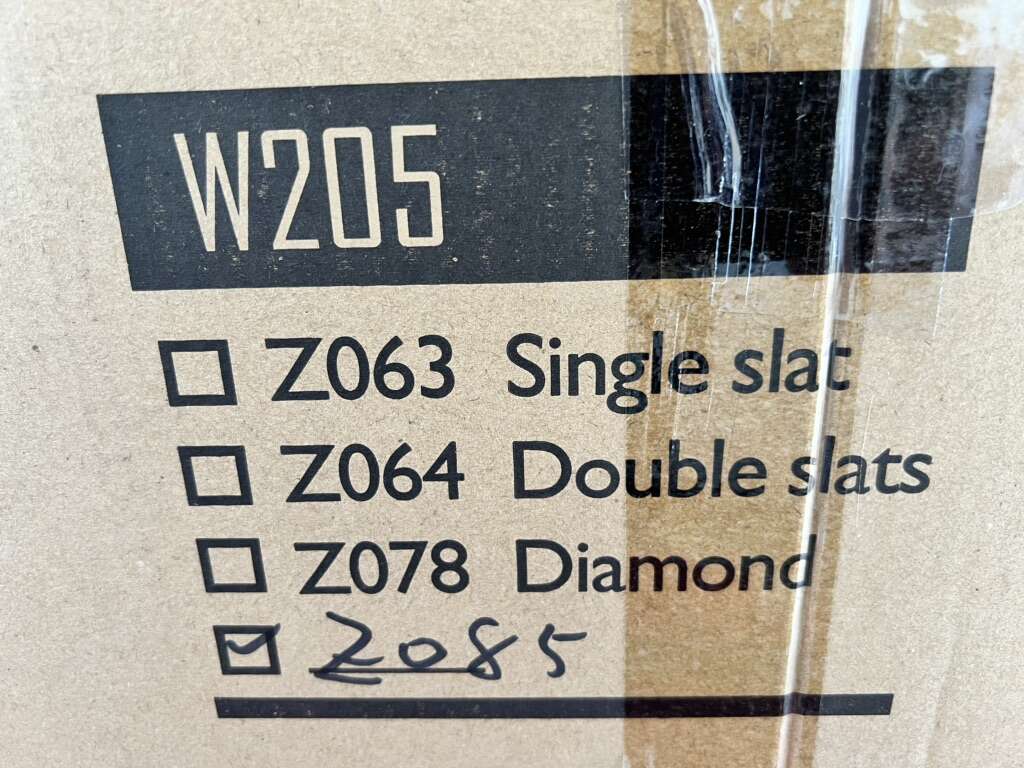 W205
Z063 Single slat
Z064 Double slats
Z078 Diamond
Z085